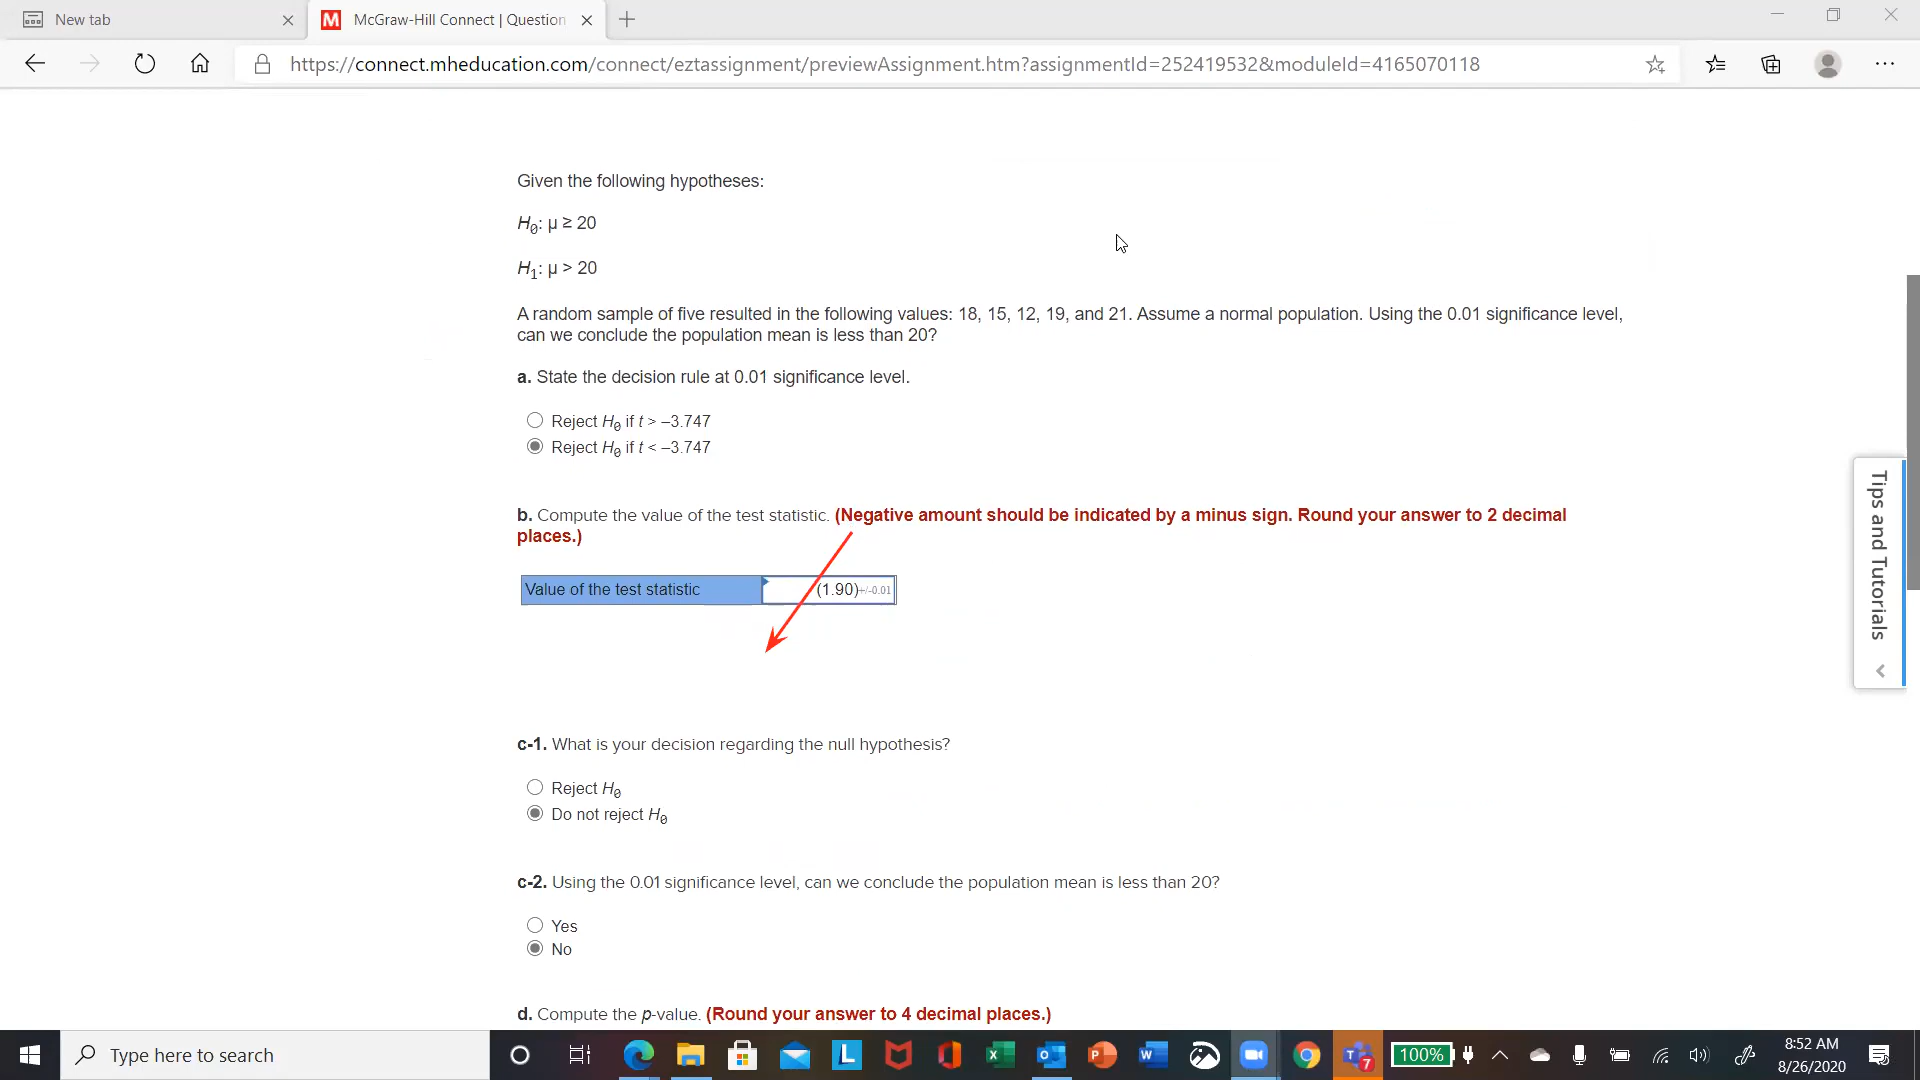 New tab
McGraw-Hill Connect | Question
https://connect.mheducation.com/connect/eztassignment/previewAssignment.htm?assignmentId=252419532&moduleId=4165070118
Given the following hypotheses:
H0: μ ≥ 20
H1: μ > 20
A random sample of five resulted in the following values: 18, 15, 12, 19, and 21. Assume a normal population. Using the 0.01 significance level,
can we conclude the population mean is less than 20?
a. State the decision rule at 0.01 significance level.
Reject H0 if t > –3.747
Reject H0 if t < –3.747
b. Compute the value of the test statistic. (Negative amount should be indicated by a minus sign. Round your answer to 2 decimal
places.)
Value of the test statistic (1.90)+/-0.01
c-1. What is your decision regarding the null hypothesis?
Reject H0
Do not reject H0
c-2. Using the 0.01 significance level, can we conclude the population mean is less than 20?
Yes
No
d. Compute the p-value. (Round your answer to 4 decimal places.)
Tips and Tutorials
Type here to search
100%
7
8:52 AM
8/26/2020